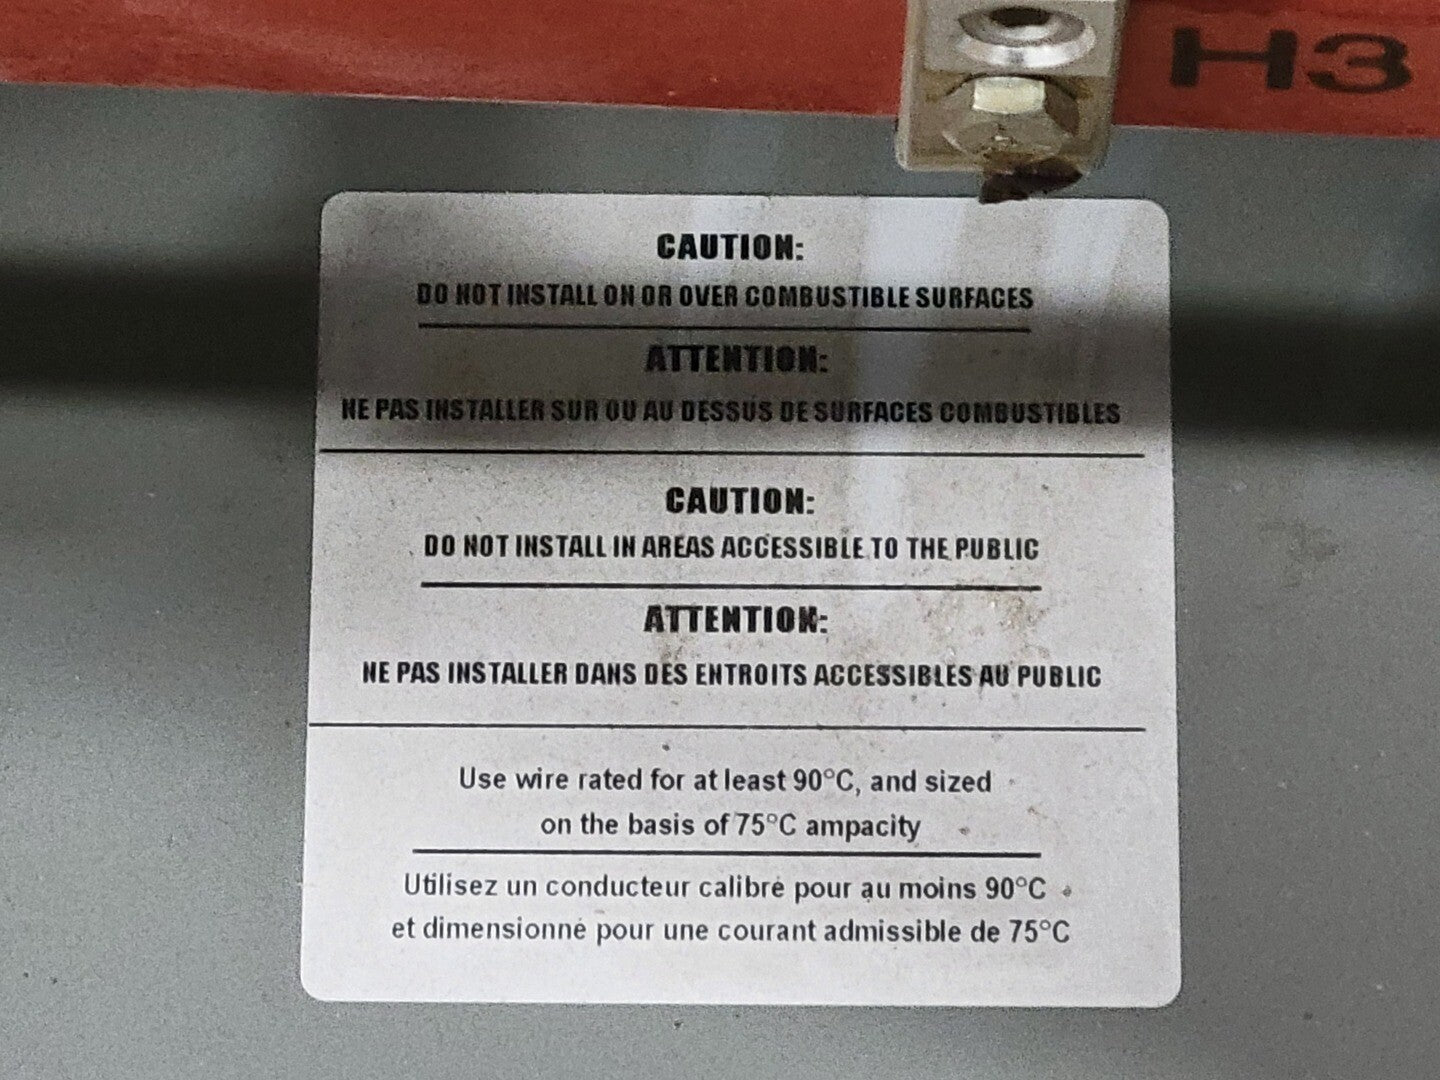 H3
CAUTION:
DO NOT INSTALL ON OR OVER COMBUSTIBLE SURFACES
ATTENTION:
NE PAS INSTALLER SUR OU AU DESSUS DE SURFACES COMBUSTIBLES
CAUTION:
DO NOT INSTALL IN AREAS ACCESSIBLE TO THE PUBLIC
ATTENTION:
NE PAS INSTALLER DANS DES ENTROITS ACCESSIBLES AU PUBLIC
Use wire rated for at least 90°C, and sized
on the basis of 75°C ampacity
Utilisez un conducteur calibré pour au moins 90°C
et dimensionné pour une courant admissible de 75°C